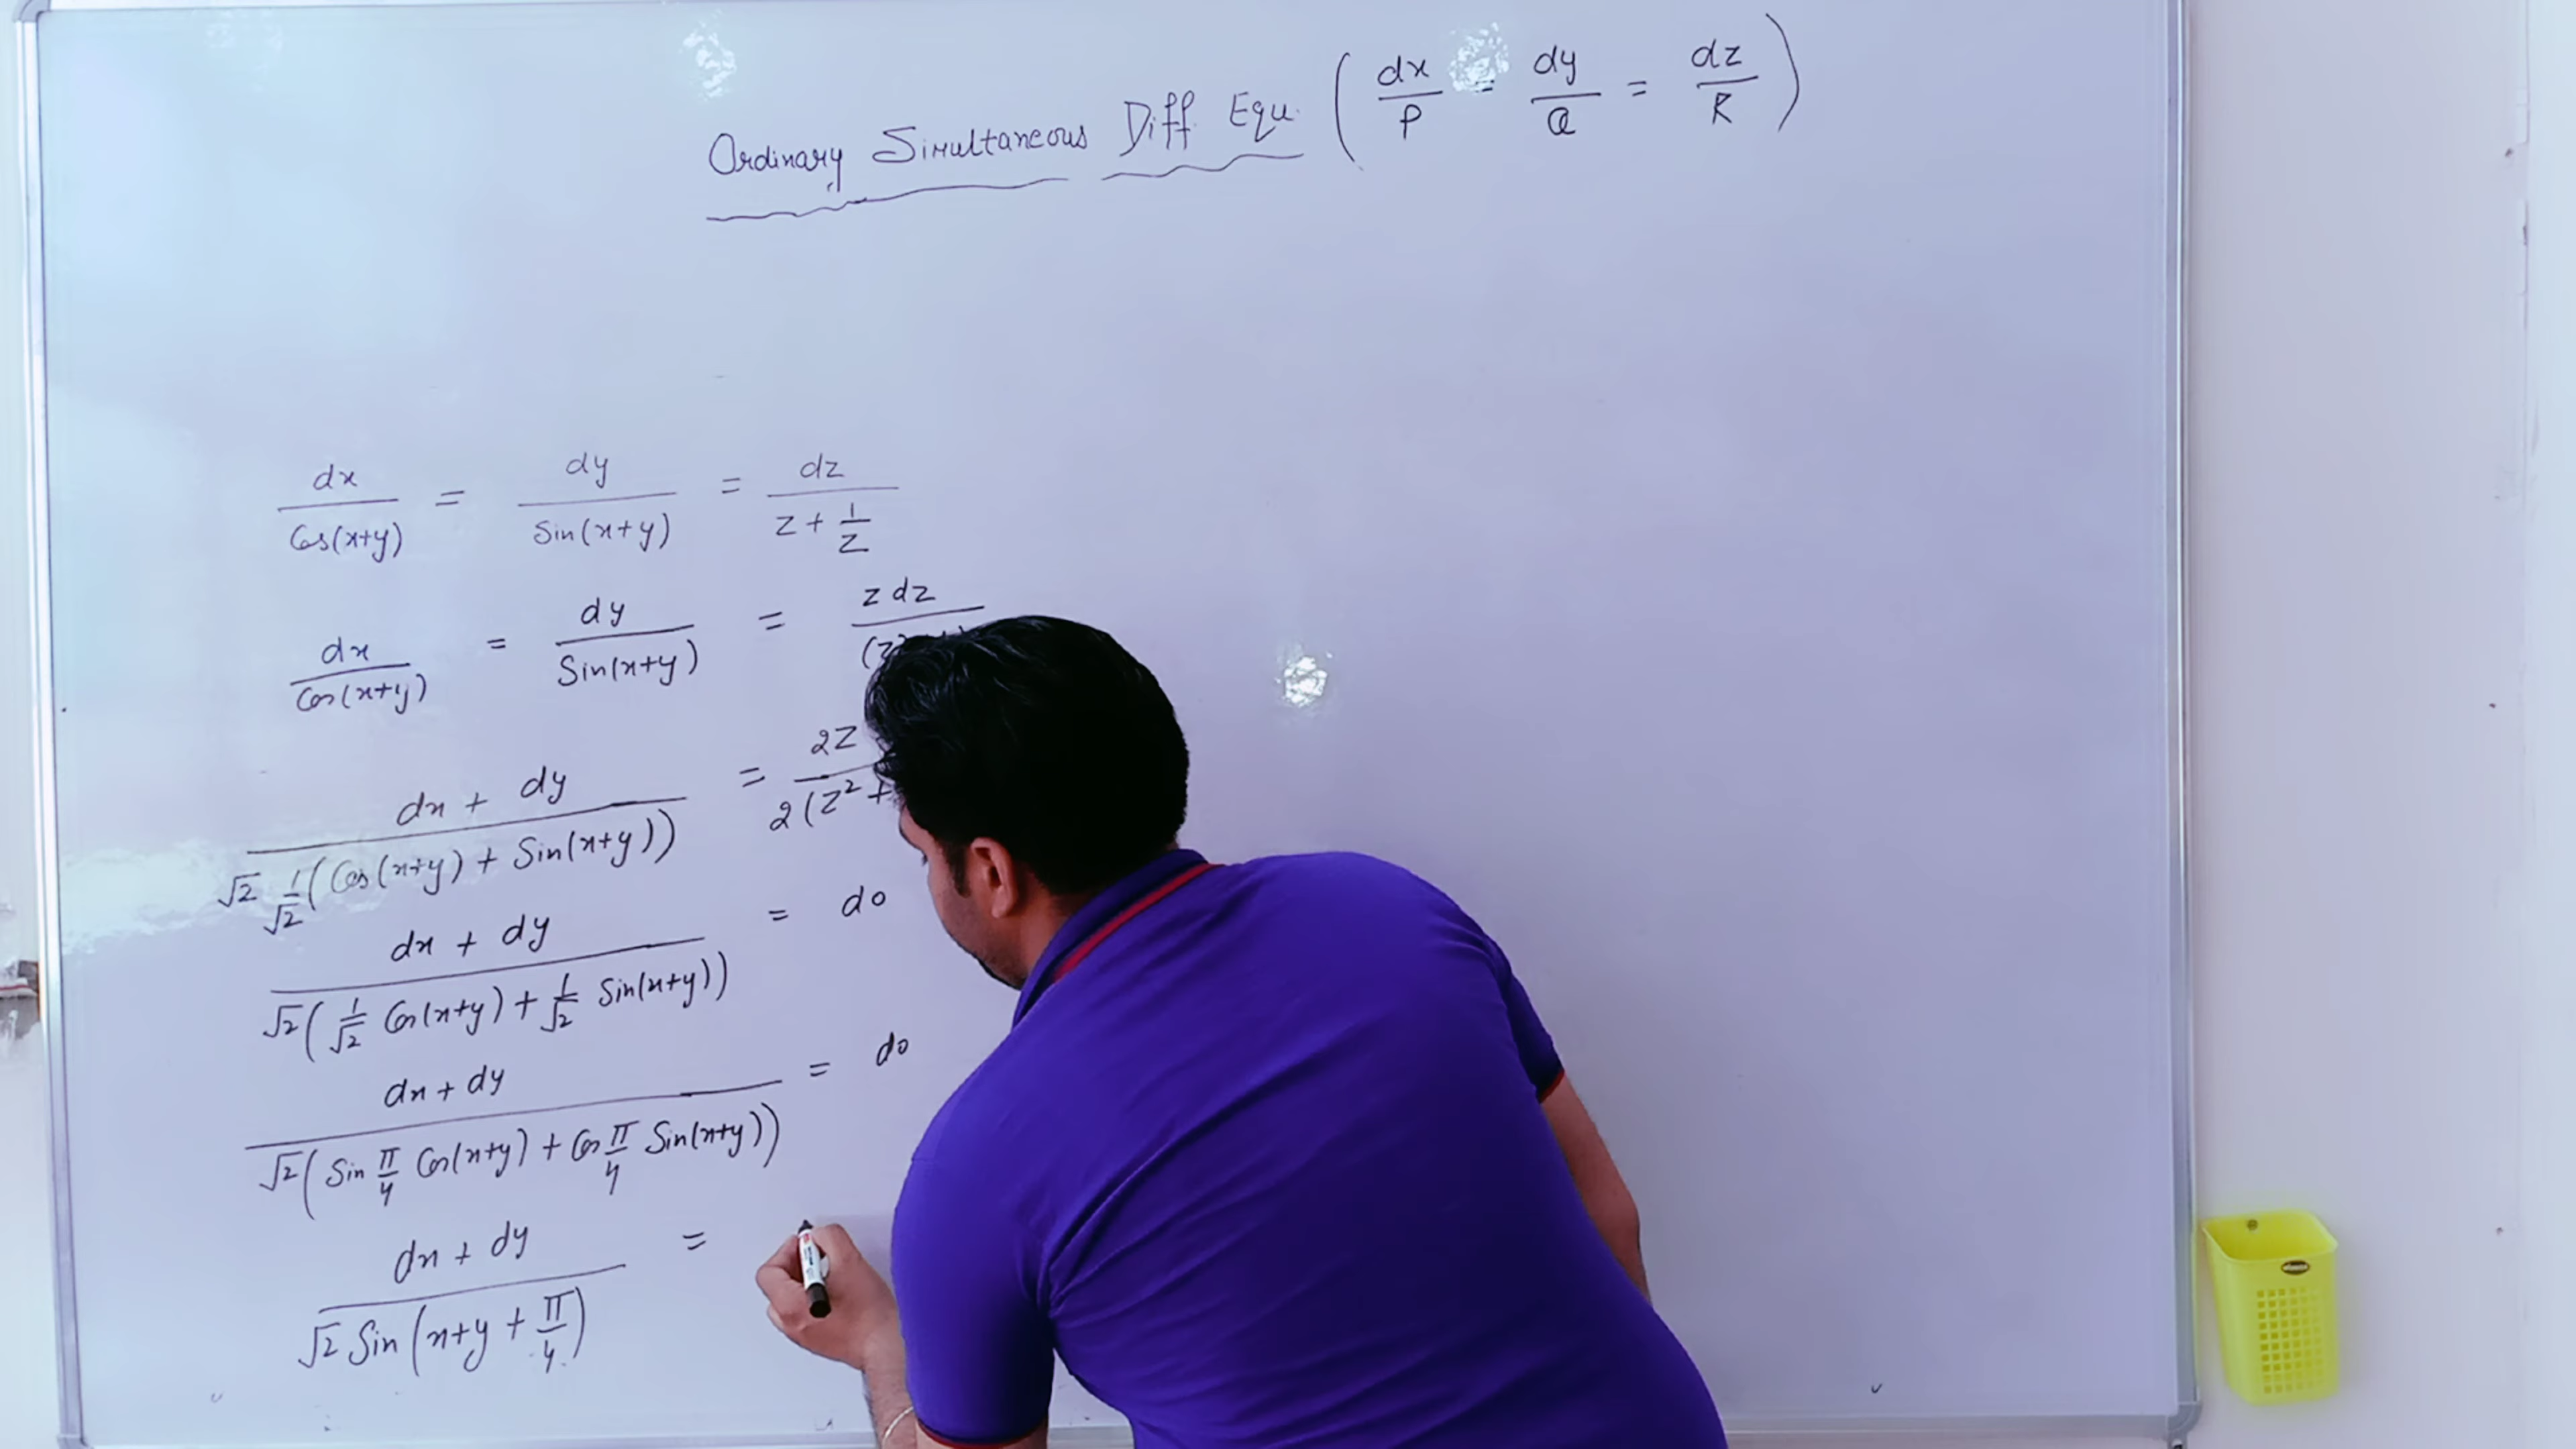 Ordinary Simultaneous Diff. Equ. (dx/P = dy/Q = dz/R)
dx/Cos(x+y) = dy/Sin(x+y) = dz/(z + 1/z)
dx/Cos(x+y) = dy/Sin(x+y) = z dz/(z²
dx + dy/√2 1/√2 (Cos(x+y) + Sin(x+y)) = 2z/2(z² +
dx + dy/√2(1/√2 Cos(x+y) + 1/√2 Sin(x+y)) = do
dx + dy/√2(Sin π/4 Cos(x+y) + Cos π/4 Sin(x+y)) = do
dx + dy/√2 Sin(x+y + π/4) =